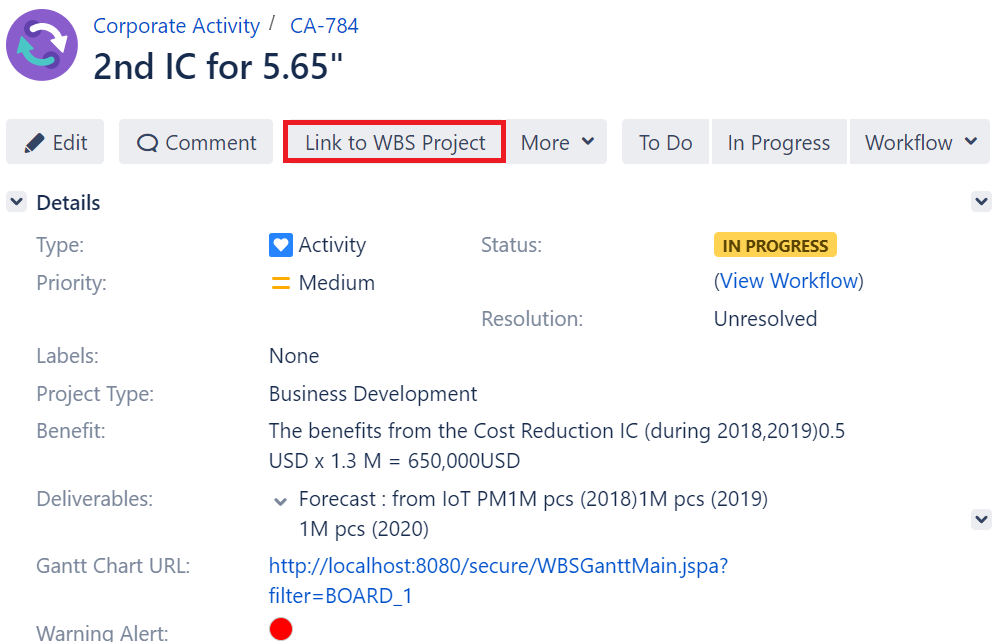 Corporate Activity / CA-784
2nd IC for 5.65"
Edit Comment Link to WBS Project More To Do In Progress Workflow
Details
Type: Activity Status: IN PROGRESS
Priority: Medium (View Workflow)
Resolution: Unresolved
Labels: None
Project Type: Business Development
Benefit: The benefits from the Cost Reduction IC (during 2018,2019)0.5
USD x 1.3 M = 650,000USD
Deliverables: Forecast : from IoT PM1M pcs (2018)1M pcs (2019)
1M pcs (2020)
Gantt Chart URL: http://localhost:8080/secure/WBSGanttMain.jspa?
filter=BOARD_1
Warning Alert: